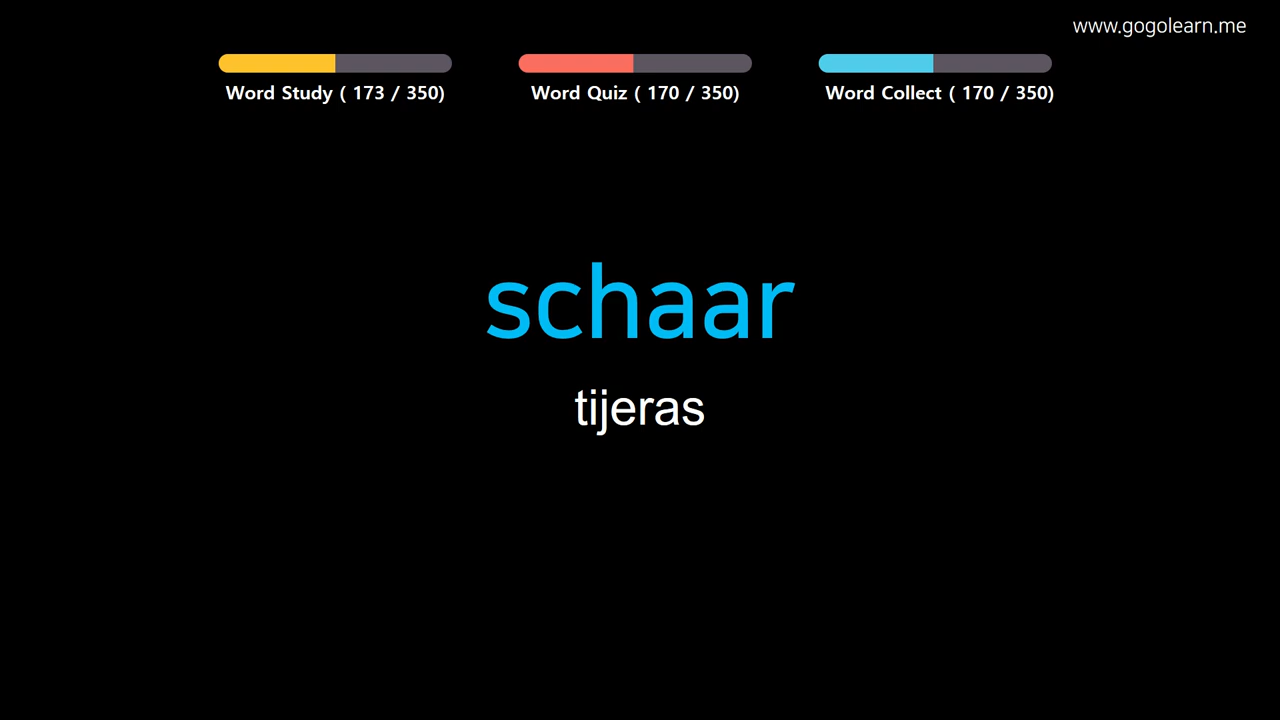 www.gogolearn.me
Word Study ( 173 / 350)
Word Quiz ( 170 / 350)
Word Collect ( 170 / 350)
schaar
tijeras